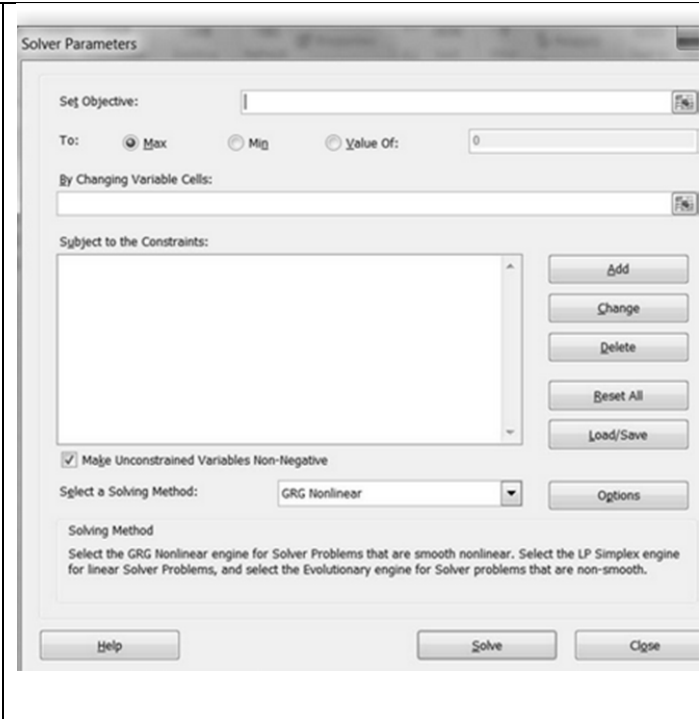 Solver Parameters
Set Objective:
To: Max Min Value Of: 0
By Changing Variable Cells:
Subject to the Constraints:
Add
Change
Delete
Reset All
Load/Save
Make Unconstrained Variables Non-Negative
Select a Solving Method: GRG Nonlinear Options
Solving Method
Select the GRG Nonlinear engine for Solver Problems that are smooth nonlinear. Select the LP Simplex engine
for linear Solver Problems, and select the Evolutionary engine for Solver problems that are non-smooth.
Help Solve Close